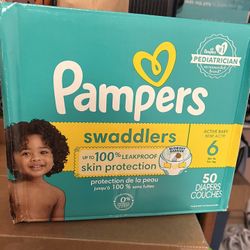 PEDIATRICIAN
Pampers
swaddlers
ACTIVE BABY
6
UP TO 100% LEAKPROOF
skin protection
protection de la peau
jusqu'à 100 % sans fuites
0%
50
DIAPERS
COUCHES